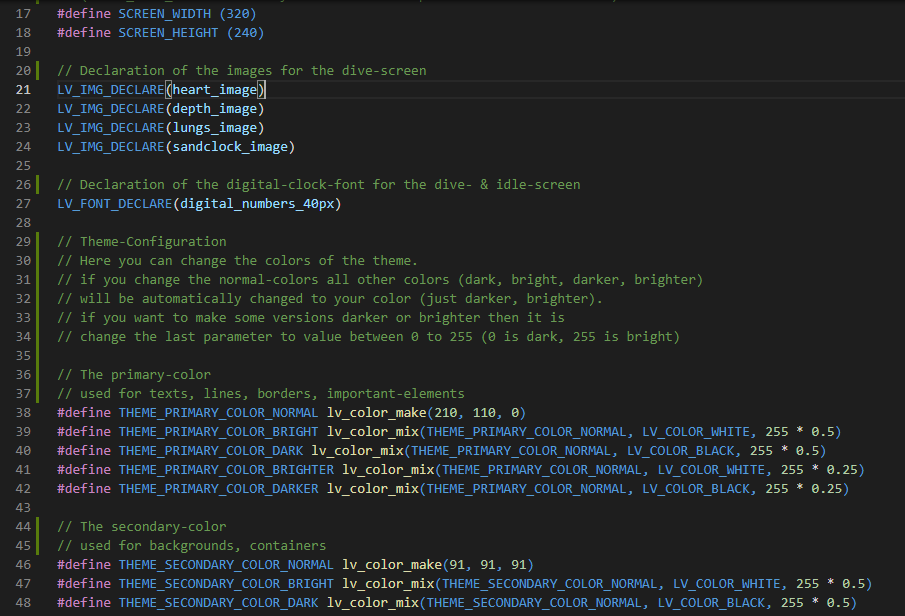 17 #define SCREEN_WIDTH (320)
18 #define SCREEN_HEIGHT (240)
19
20 // Declaration of the images for the dive-screen
21 LV_IMG_DECLARE(heart_image)
22 LV_IMG_DECLARE(depth_image)
23 LV_IMG_DECLARE(lungs_image)
24 LV_IMG_DECLARE(sandclock_image)
25
26 // Declaration of the digital-clock-font for the dive- & idle-screen
27 LV_FONT_DECLARE(digital_numbers_40px)
28
29 // Theme-Configuration
30 // Here you can change the colors of the theme.
31 // if you change the normal-colors all other colors (dark, bright, darker, brighter)
32 // will be automatically changed to your color (just darker, brighter).
33 // if you want to make some versions darker or brighter then it is
34 // change the last parameter to value between 0 to 255 (0 is dark, 255 is bright)
35
36 // The primary-color
37 // used for texts, lines, borders, important-elements
38 #define THEME_PRIMARY_COLOR_NORMAL lv_color_make(210, 110, 0)
39 #define THEME_PRIMARY_COLOR_BRIGHT lv_color_mix(THEME_PRIMARY_COLOR_NORMAL, LV_COLOR_WHITE, 255 * 0.5)
40 #define THEME_PRIMARY_COLOR_DARK lv_color_mix(THEME_PRIMARY_COLOR_NORMAL, LV_COLOR_BLACK, 255 * 0.5)
41 #define THEME_PRIMARY_COLOR_BRIGHTER lv_color_mix(THEME_PRIMARY_COLOR_NORMAL, LV_COLOR_WHITE, 255 * 0.25)
42 #define THEME_PRIMARY_COLOR_DARKER lv_color_mix(THEME_PRIMARY_COLOR_NORMAL, LV_COLOR_BLACK, 255 * 0.25)
43
44 // The secondary-color
45 // used for backgrounds, containers
46 #define THEME_SECONDARY_COLOR_NORMAL lv_color_make(91, 91, 91)
47 #define THEME_SECONDARY_COLOR_BRIGHT lv_color_mix(THEME_SECONDARY_COLOR_NORMAL, LV_COLOR_WHITE, 255 * 0.5)
48 #define THEME_SECONDARY_COLOR_DARK lv_color_mix(THEME_SECONDARY_COLOR_NORMAL, LV_COLOR_BLACK, 255 * 0.5)